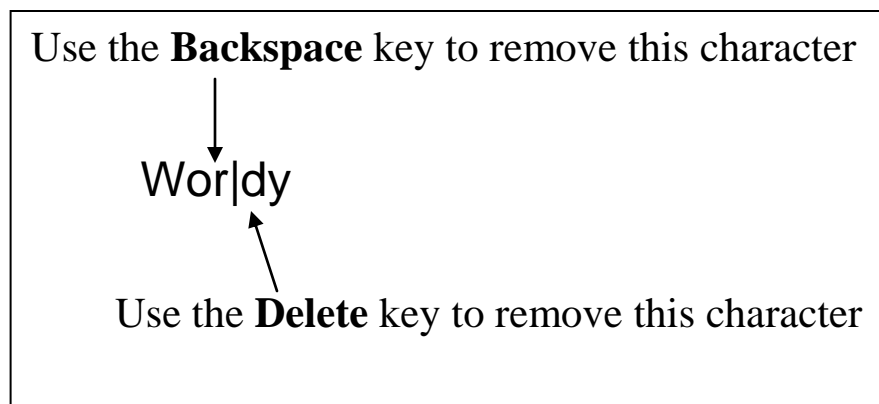 Use the Backspace key to remove this character
Wor|dy
Use the Delete key to remove this character